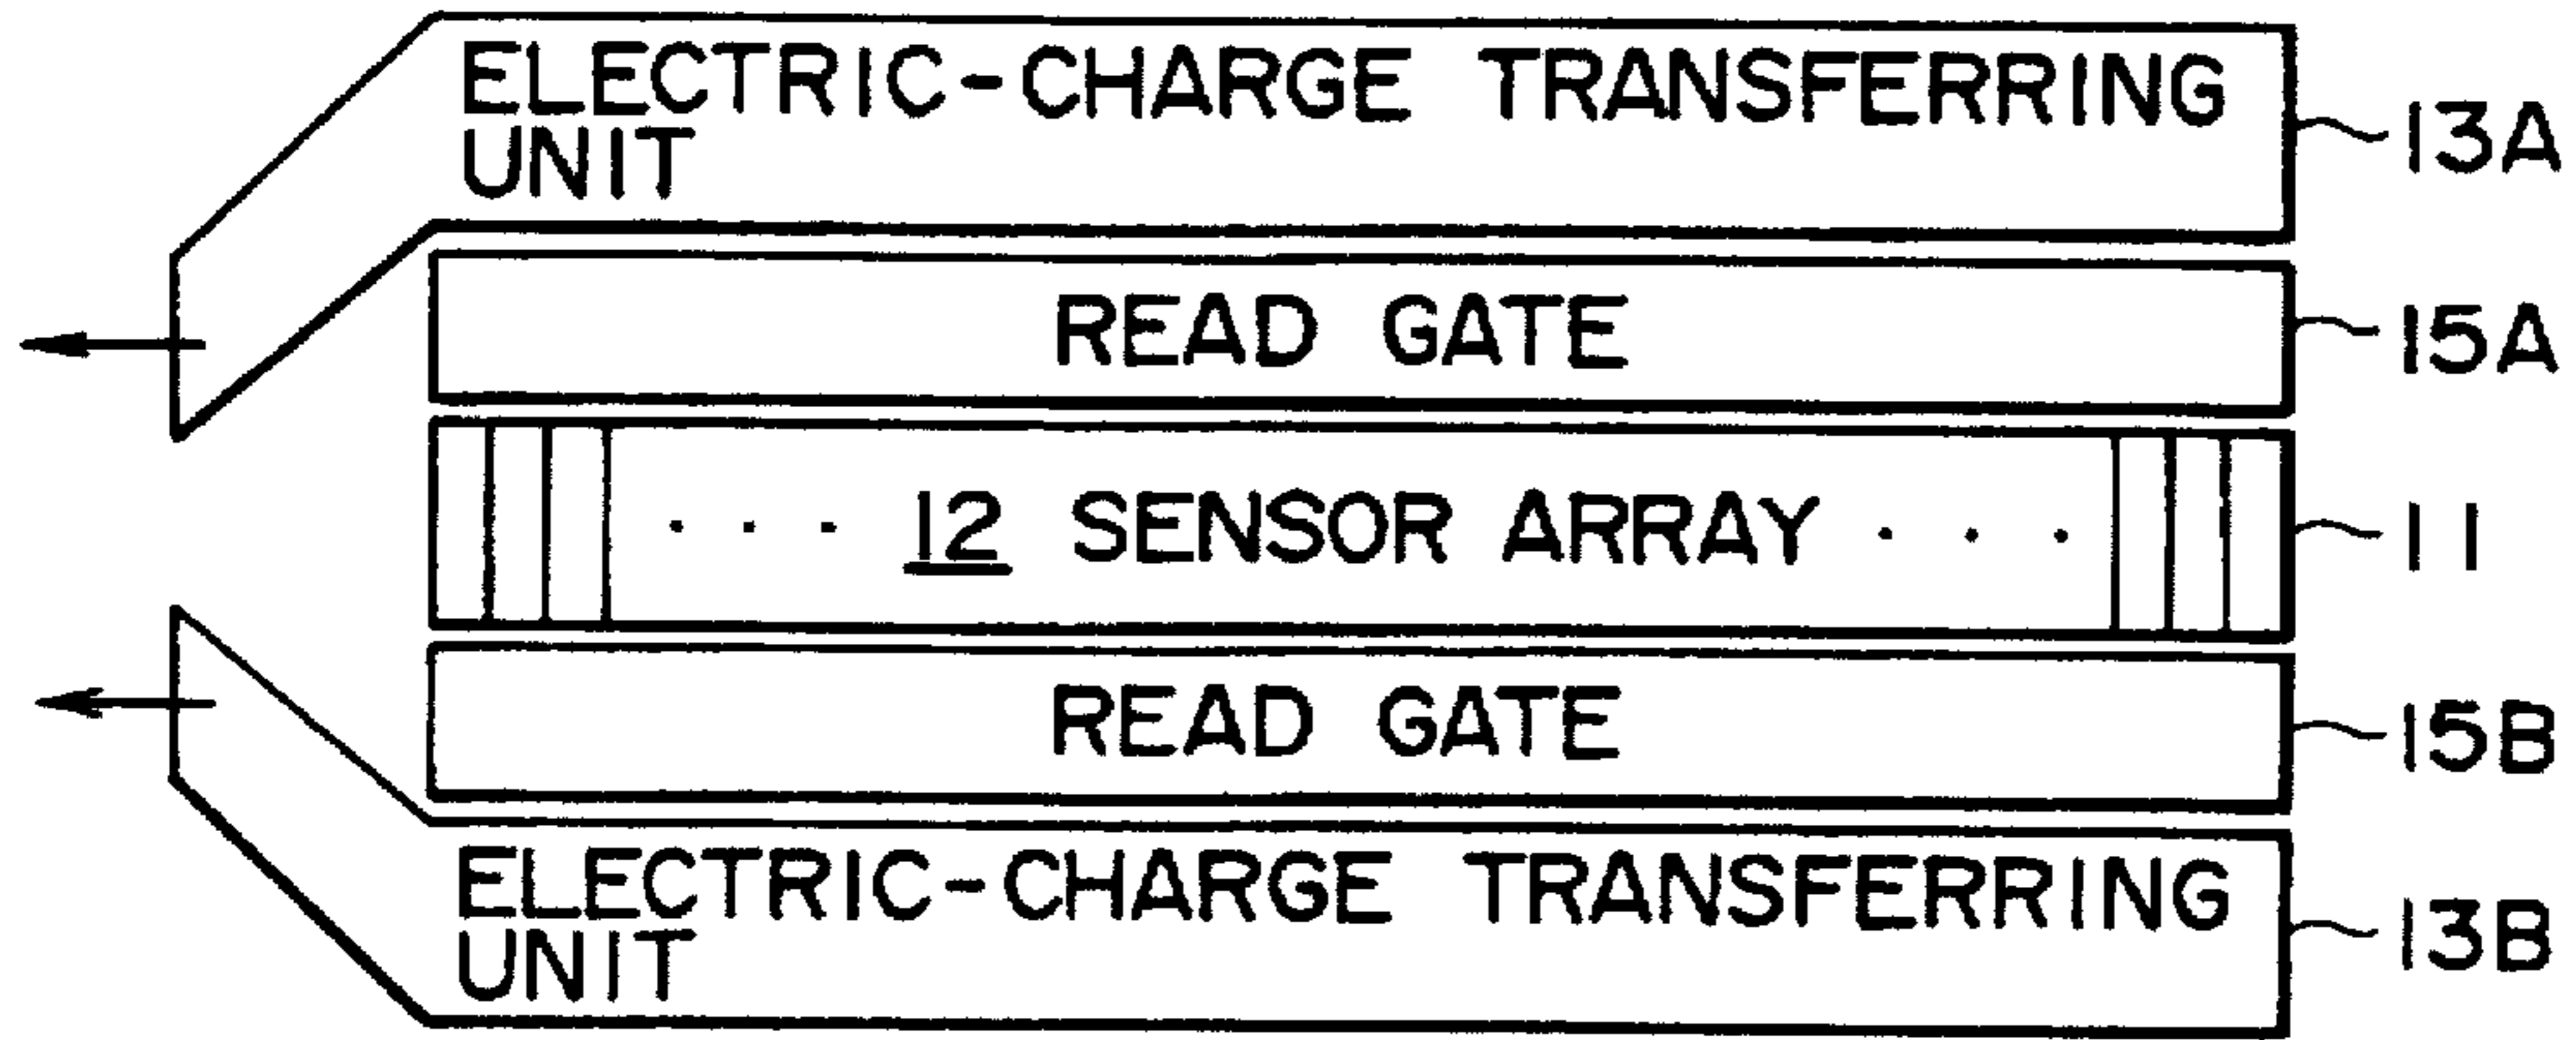 ELECTRIC-CHARGE TRANSFERRING
UNIT
13A
READ GATE
15A
. . . 12 SENSOR ARRAY . . .
11
READ GATE
15B
ELECTRIC-CHARGE TRANSFERRING
UNIT
13B